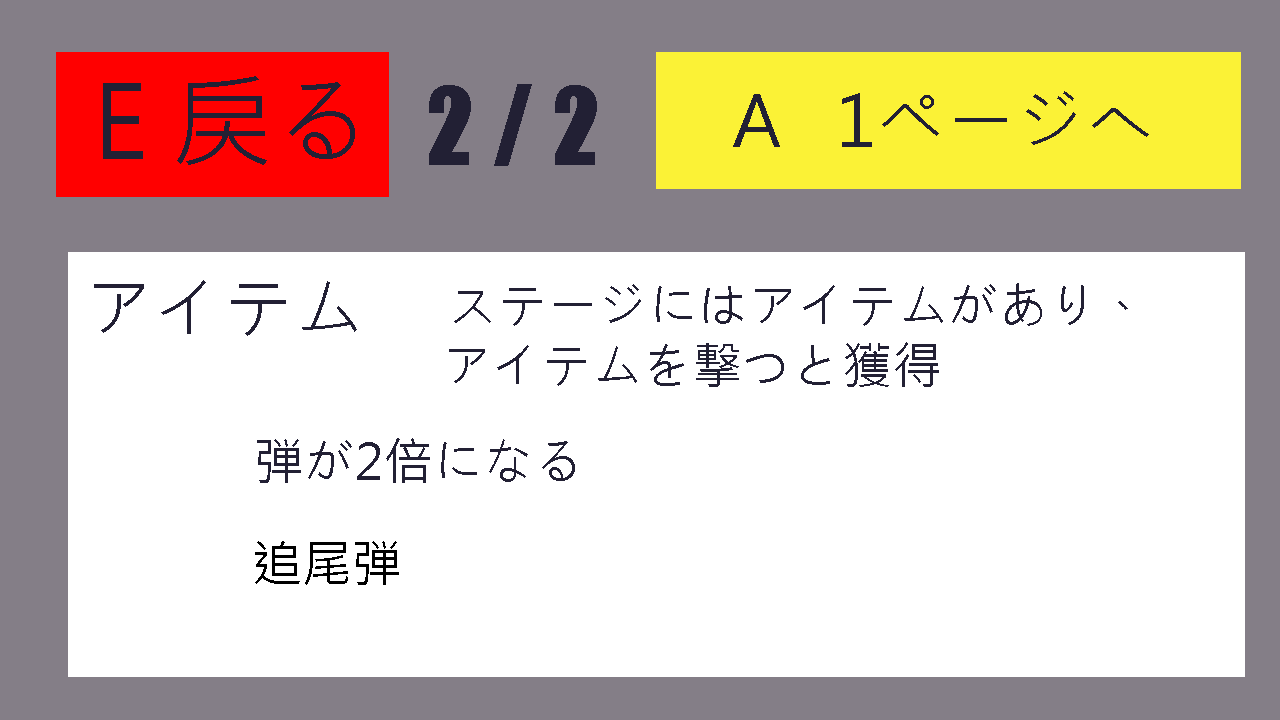 E 戻る
2 / 2
A 1ページへ
アイテム
ステージにはアイテムがあり、
アイテムを撃つと獲得
弾が2倍になる
追尾弾